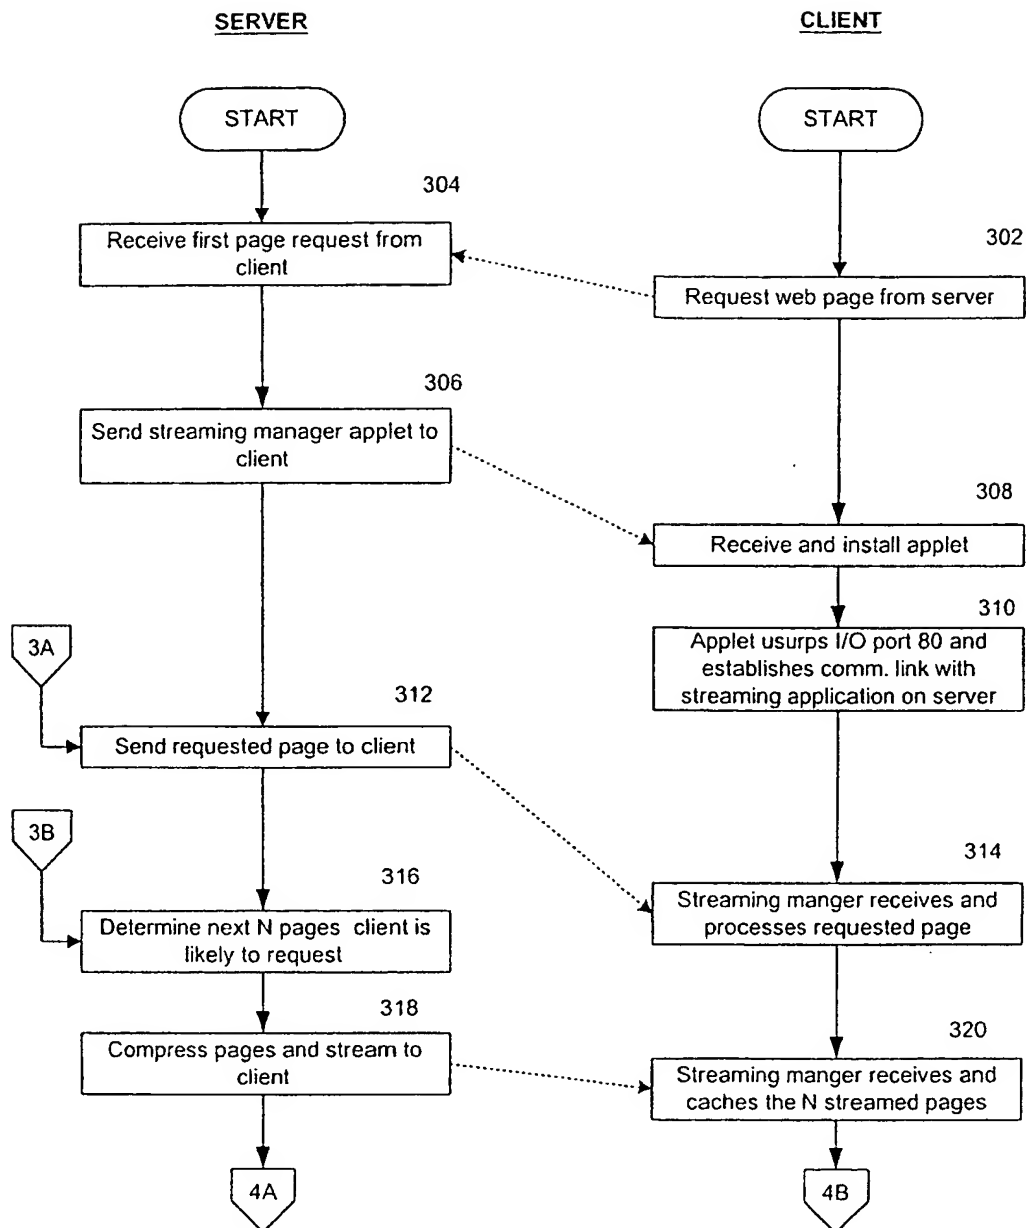 SERVER
CLIENT
START
START
304
Receive first page request from
client
302
Request web page from server
306
Send streaming manager applet to
client
308
Receive and install applet
310
Applet usurps I/O port 80 and
establishes comm. link with
streaming application on server
3A
312
Send requested page to client
3B
314
Streaming manger receives and
processes requested page
316
Determine next N pages client is
likely to request
318
Compress pages and stream to
client
320
Streaming manger receives and
caches the N streamed pages
4A
4B